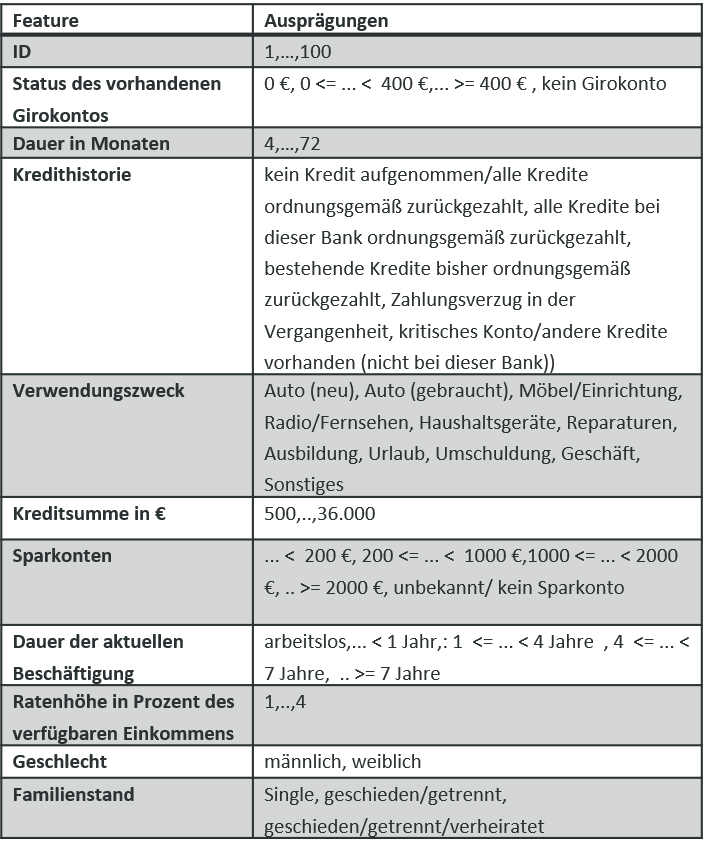 Feature Ausprägungen
ID 1,...,100
Status des vorhandenen 0 €, 0 <= ... <  400 €,... >= 400 € , kein Girokonto
Girokontos
Dauer in Monaten 4,...,72
Kredithistorie kein Kredit aufgenommen/alle Kredite
ordnungsgemäß zurückgezahlt, alle Kredite bei
dieser Bank ordnungsgemäß zurückgezahlt,
bestehende Kredite bisher ordnungsgemäß
zurückgezahlt, Zahlungsverzug in der
Vergangenheit, kritisches Konto/andere Kredite
vorhanden (nicht bei dieser Bank))
Verwendungszweck Auto (neu), Auto (gebraucht), Möbel/Einrichtung,
Radio/Fernsehen, Haushaltsgeräte, Reparaturen,
Ausbildung, Urlaub, Umschuldung, Geschäft,
Sonstiges
Kreditsumme in € 500,..,36.000
Sparkonten ... <  200 €, 200 <= ... <  1000 €,1000 <= ... < 2000
€, .. >= 2000 €, unbekannt/ kein Sparkonto
Dauer der aktuellen arbeitslos,... < 1 Jahr,: 1  <= ... < 4 Jahre  , 4  <= ... <
Beschäftigung 7 Jahre,  .. >= 7 Jahre
Ratenhöhe in Prozent des 1,..,4
verfügbaren Einkommens
Geschlecht männlich, weiblich
Familienstand Single, geschieden/getrennt,
geschieden/getrennt/verheiratet